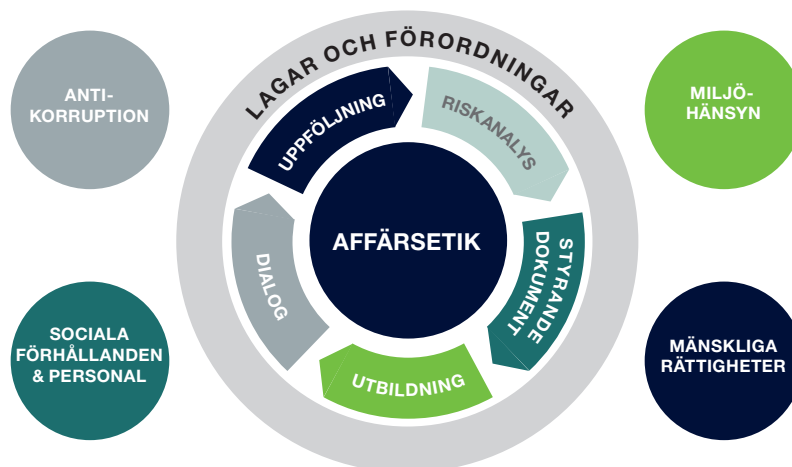 LAGAR OCH FÖRORDNINGAR
ANTI-
KORRUPTION
MILJÖ-
HÄNSYN
UPPFÖLJNING
RISKANALYS
AFFÄRSETIK
STYRANDE
DOKUMENT
DIALOG
UTBILDNING
SOCIALA
FÖRHÅLLANDEN
& PERSONAL
MÄNSKLIGA
RÄTTIGHETER